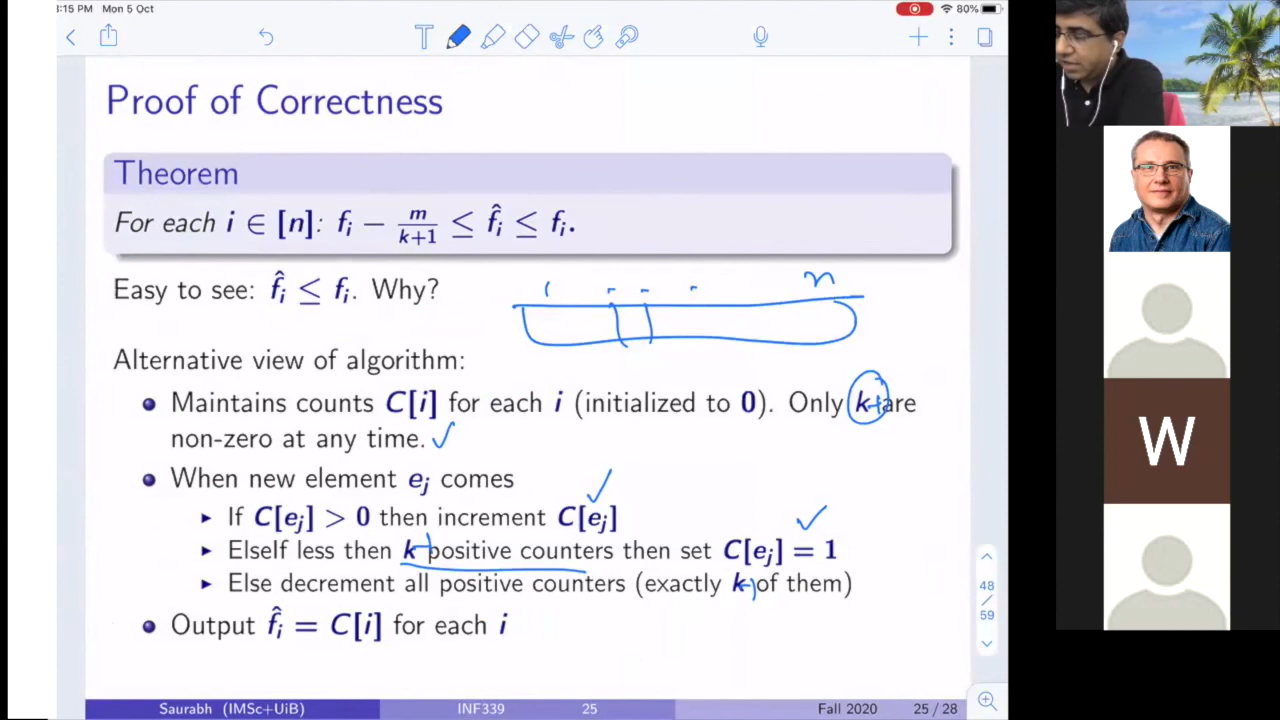 :15 PM Mon 5 Oct
80%
Proof of Correctness
Theorem
For each i ∈ [n]: fᵢ − m/(k+1) ≤ f̂ᵢ ≤ fᵢ.
Easy to see: f̂ᵢ ≤ fᵢ. Why?
n
Alternative view of algorithm:
Maintains counts C[i] for each i (initialized to 0). Only k are
non-zero at any time.
When new element eⱼ comes
If C[eⱼ] > 0 then increment C[eⱼ]
ElseIf less then k positive counters then set C[eⱼ] = 1
Else decrement all positive counters (exactly k of them)
Output f̂ᵢ = C[i] for each i
Saurabh (IMSc+UiB) INF339 25 Fall 2020 25 / 28
48
/
59
W